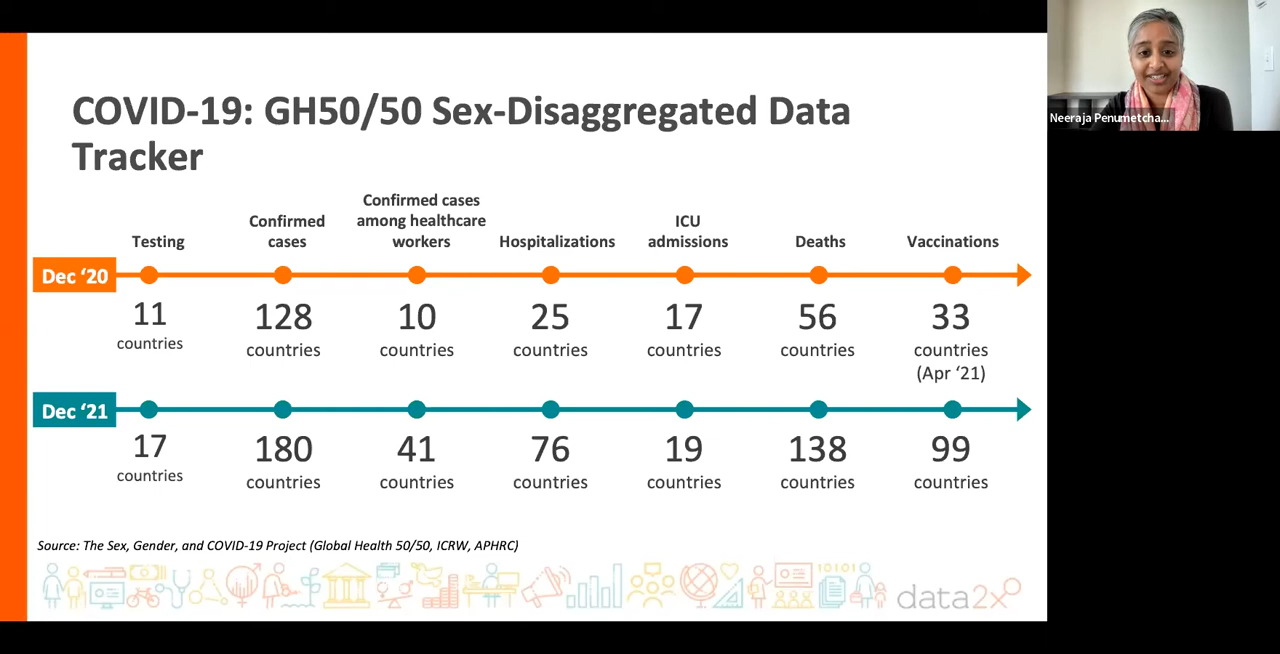 COVID-19: GH50/50 Sex-Disaggregated Data
Tracker
Neeraja Penumetcha...
Testing
Confirmed
cases
Confirmed cases
among healthcare
workers
Hospitalizations
ICU
admissions
Deaths
Vaccinations
Dec ‘20
11
countries
128
countries
10
countries
25
countries
17
countries
56
countries
33
countries
(Apr ‘21)
Dec ‘21
17
countries
180
countries
41
countries
76
countries
19
countries
138
countries
99
countries
Source: The Sex, Gender, and COVID-19 Project (Global Health 50/50, ICRW, APHRC)
101010
data2x